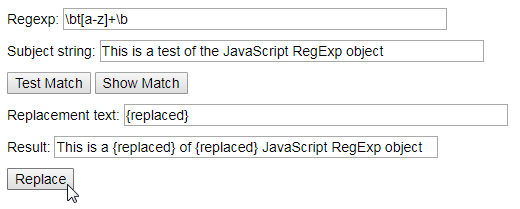 Regexp: \bt[a-z]+\b
Subject string: This is a test of the JavaScript RegExp object
Test Match Show Match
Replacement text: {replaced}
Result: This is a {replaced} of {replaced} JavaScript RegExp object
Replace